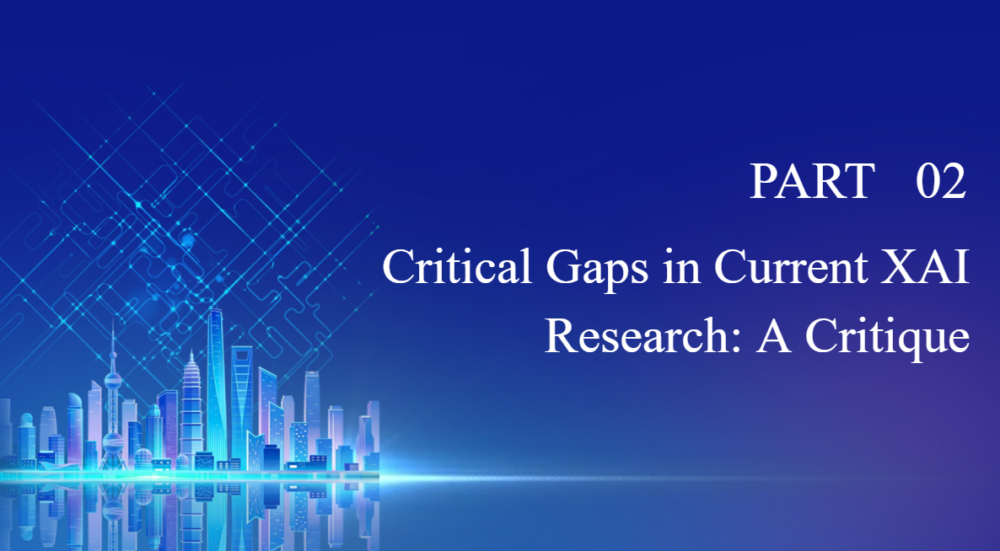 PART 02
Critical Gaps in Current XAI
Research: A Critique